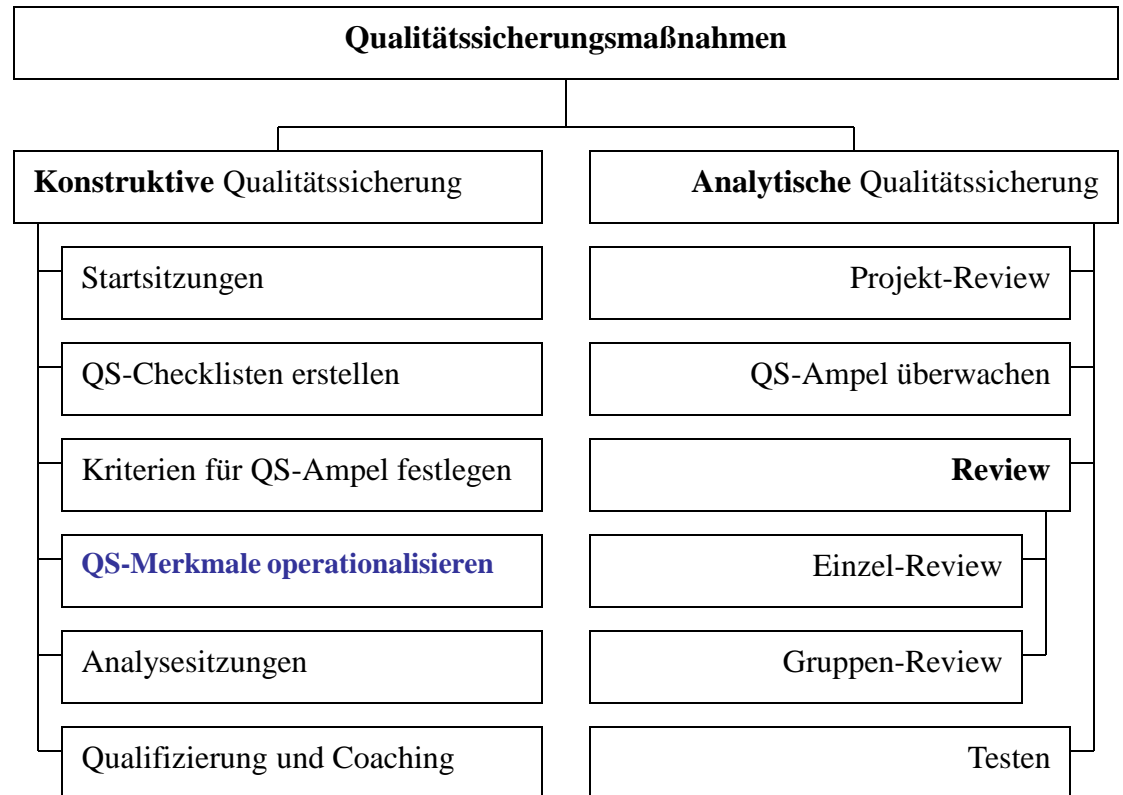 Qualitätssicherungsmaßnahmen
Konstruktive Qualitätssicherung
Startsitzungen
QS-Checklisten erstellen
Kriterien für QS-Ampel festlegen
QS-Merkmale operationalisieren
Analysesitzungen
Qualifizierung und Coaching
Analytische Qualitätssicherung
Projekt-Review
QS-Ampel überwachen
Review
Einzel-Review
Gruppen-Review
Testen